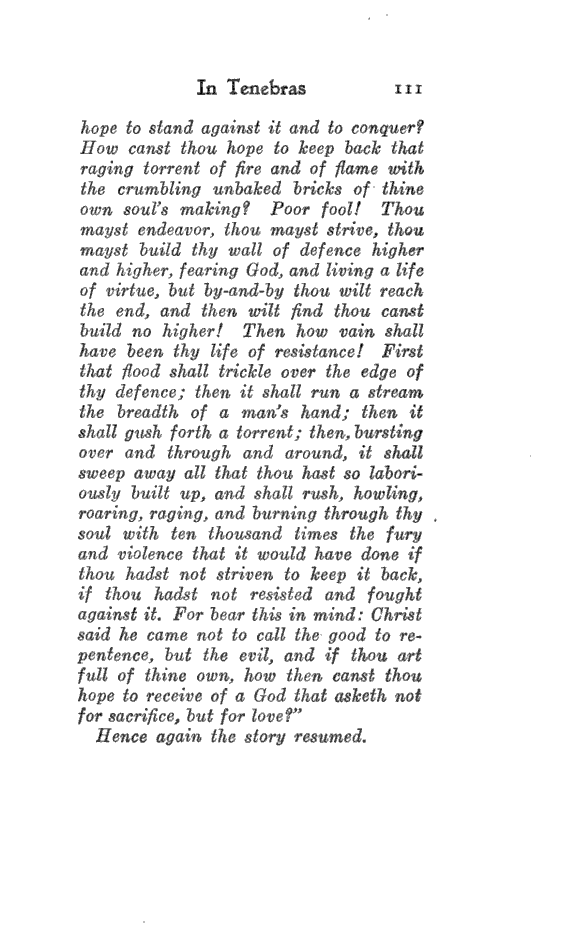 In Tenebras 111
hope to stand against it and to conquer?
How canst thou hope to keep back that
raging torrent of fire and of flame with
the crumbling unbaked bricks of thine
own soul's making? Poor fool! Thou
mayst endeavor, thou mayst strive, thou
mayst build thy wall of defence higher
and higher, fearing God, and living a life
of virtue, but by-and-by thou wilt reach
the end, and then wilt find thou canst
build no higher! Then how vain shall
have been thy life of resistance! First
that flood shall trickle over the edge of
thy defence; then it shall run a stream
the breadth of a man's hand; then it
shall gush forth a torrent; then, bursting
over and through and around, it shall
sweep away all that thou hast so labori-
ously built up, and shall rush, howling,
roaring, raging, and burning through thy
soul with ten thousand times the fury
and violence that it would have done if
thou hadst not striven to keep it back,
if thou hadst not resisted and fought
against it. For bear this in mind: Christ
said he came not to call the good to re-
pentence, but the evil, and if thou art
full of thine own, how then canst thou
hope to receive of a God that asketh not
for sacrifice, but for love?"
Hence again the story resumed.